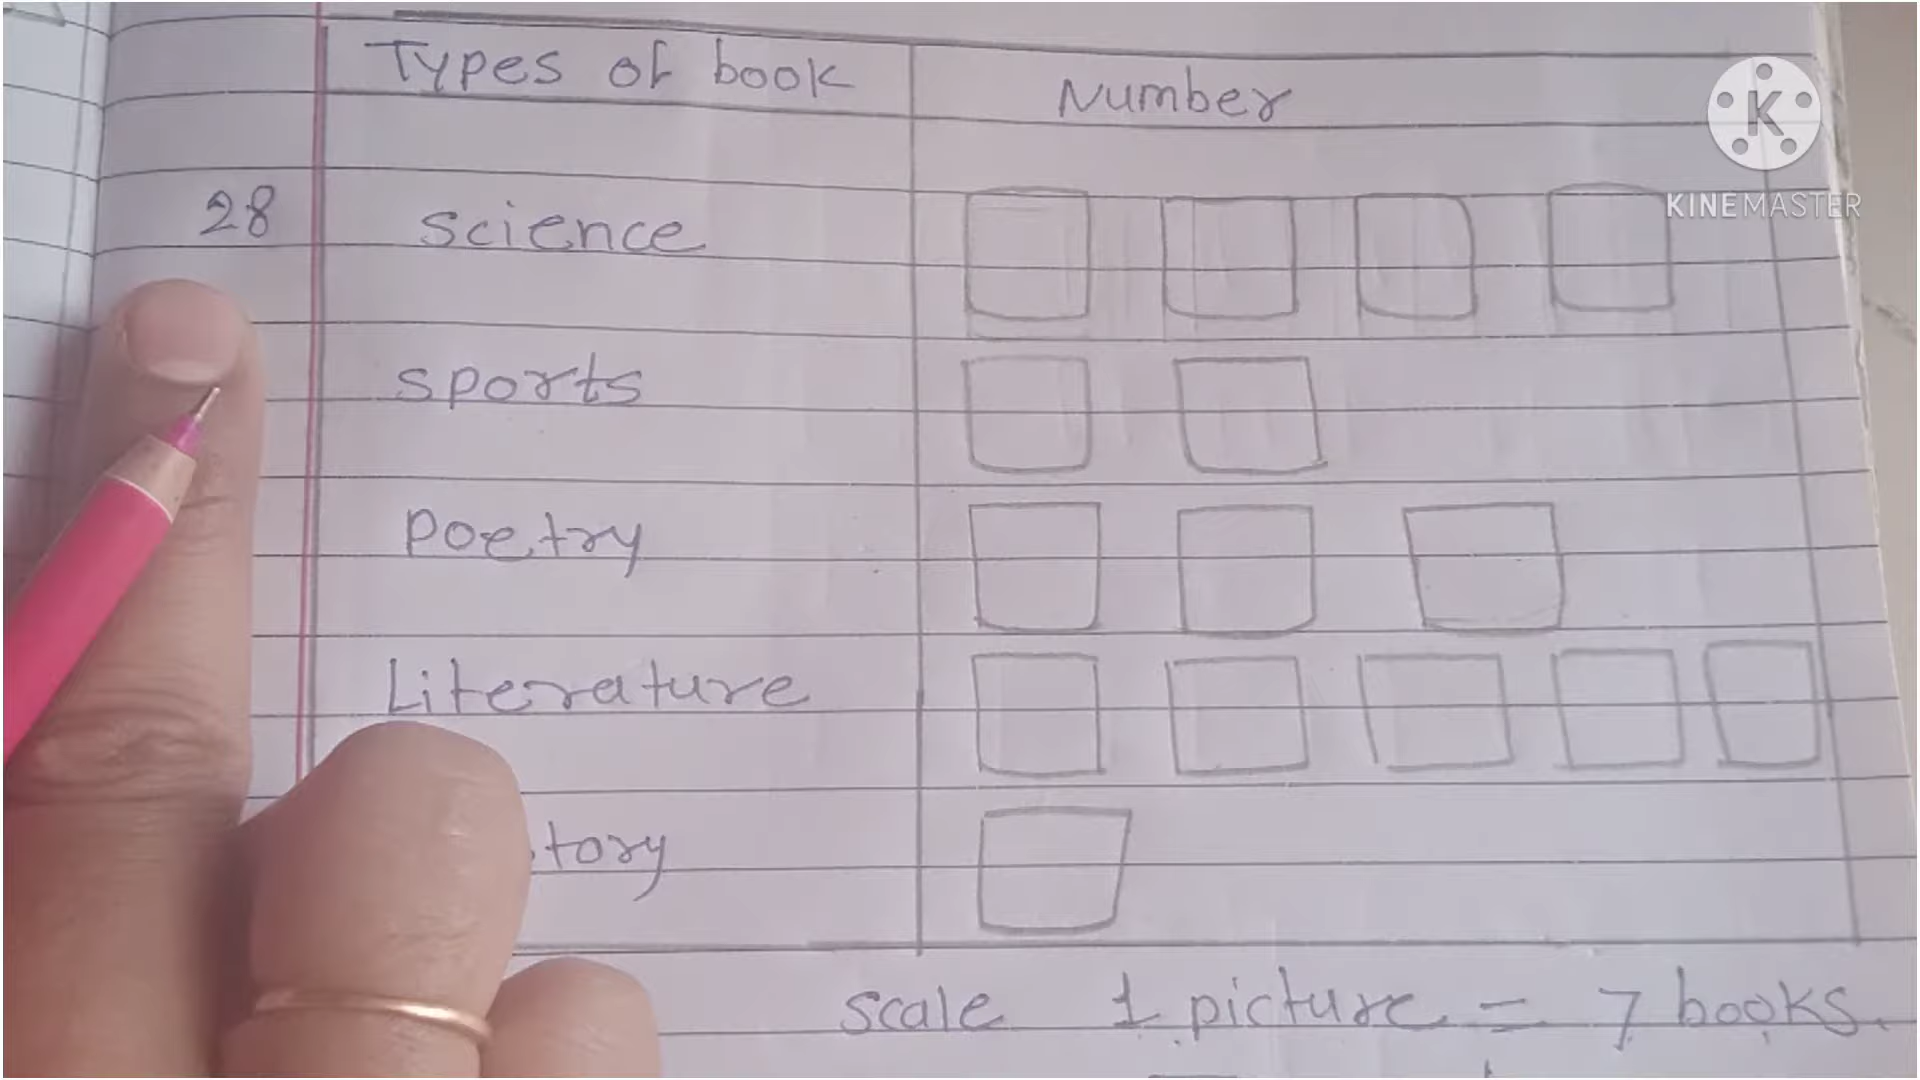 Types of book Number
28 Science
sports
Poetry
Literature
tory
scale 1 picture = 7 books.
K
KINEMASTER